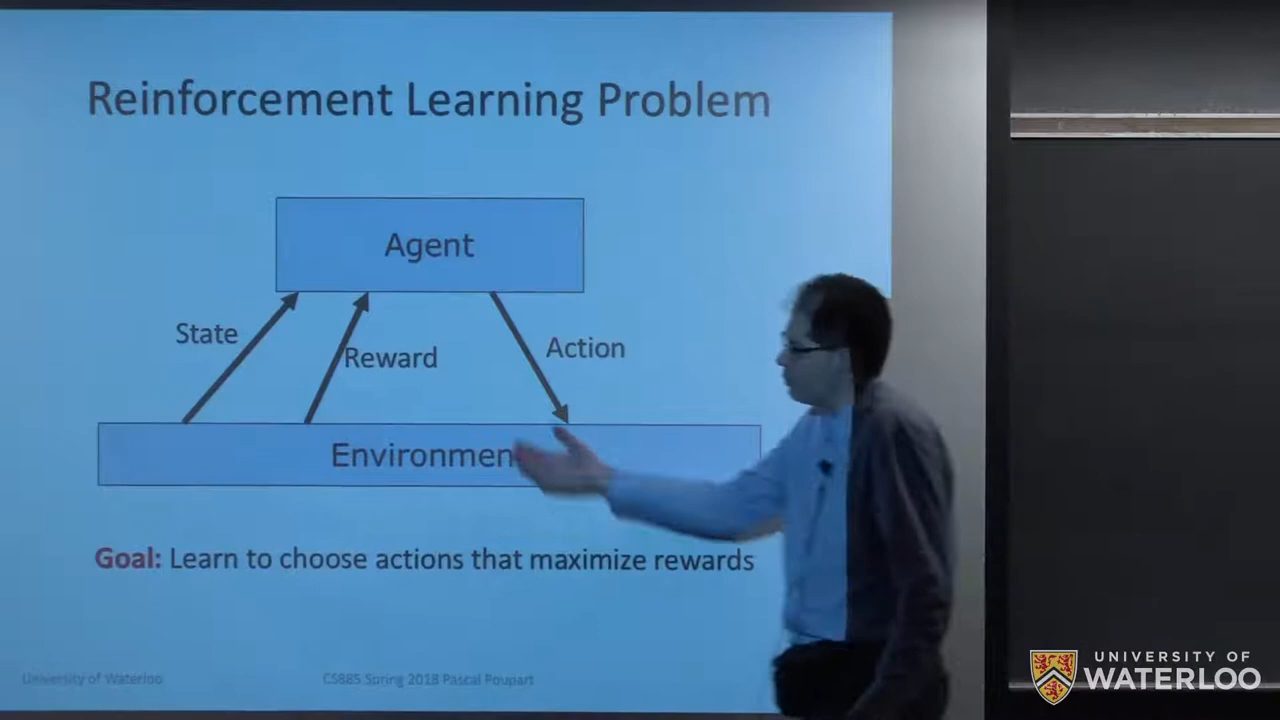 Reinforcement Learning Problem
Agent
State
Reward
Action
Environmen
Goal: Learn to choose actions that maximize rewards
University of Waterloo
CS885 Spring 2018 Pascal Poupart
UNIVERSITY OF
WATERLOO